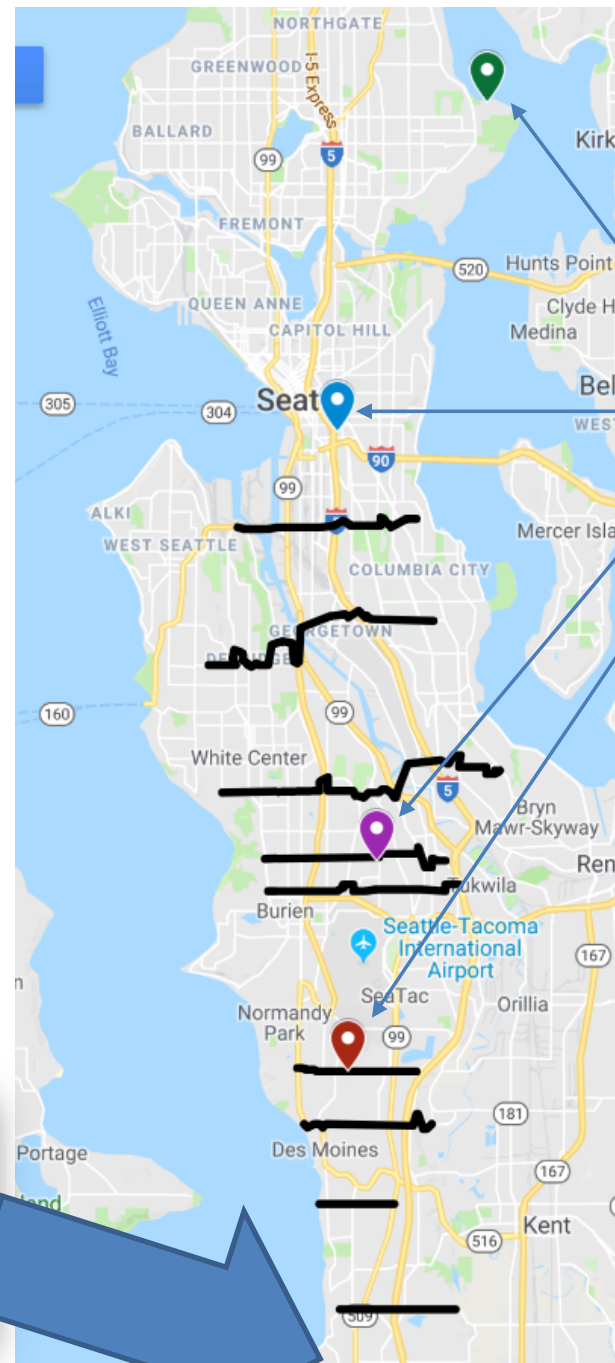 NORTHGATE
GREENWOOD
I-5 Express
BALLARD
99
5
Kirk
FREMONT
520
Hunts Point
QUEEN ANNE
Clyde H
Elliott Bay
CAPITOL HILL
Medina
305
304
Seat
Bel
WES
90
99
ALKI
WEST SEATTLE
Mercer Isla
COLUMBIA CITY
GEORGETOWN
160
99
White Center
5
Bryn
Mawr-Skyway
Ren
Tukwila
Burien
Seattle-Tacoma
International
Airport
167
n
SeaTac
Orillia
Normandy
Park
99
181
Portage
Des Moines
167
land
Kent
516
509